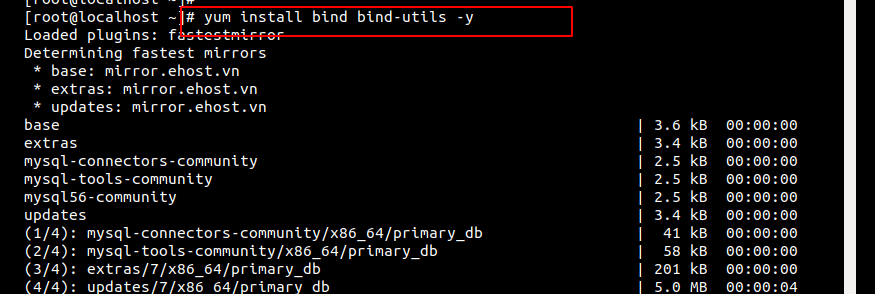 [root@localhost ~]#
[root@localhost ~]# yum install bind bind-utils -y
Loaded plugins: fastestmirror
Determining fastest mirrors
 * base: mirror.ehost.vn
 * extras: mirror.ehost.vn
 * updates: mirror.ehost.vn
base | 3.6 kB 00:00:00
extras | 3.4 kB 00:00:00
mysql-connectors-community | 2.5 kB 00:00:00
mysql-tools-community | 2.5 kB 00:00:00
mysql56-community | 2.5 kB 00:00:00
updates | 3.4 kB 00:00:00
(1/4): mysql-connectors-community/x86_64/primary_db | 41 kB 00:00:00
(2/4): mysql-tools-community/x86_64/primary_db | 58 kB 00:00:00
(3/4): extras/7/x86_64/primary_db | 201 kB 00:00:00
(4/4): updates/7/x86_64/primary_db | 5.0 MB 00:00:04